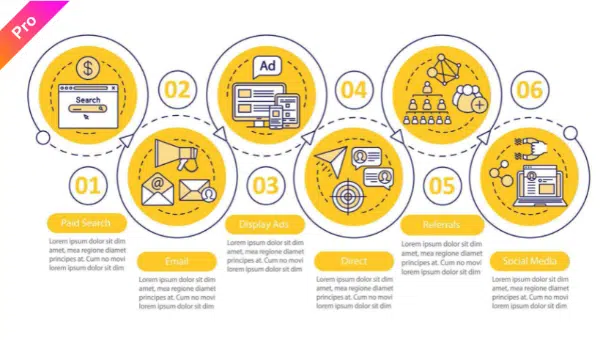 Pro
$
Search
Ad
@
02
04
06
01
03
05
Paid Search
Lorem ipsum dolor sit dim
amet, mea regione diamet
principes at. Cum no movi
lorem ipsum dolor sit dim
Email
Lorem ipsum dolor sit dim
amet, mea regione diamet
principes at. Cum no movi
lorem ipsum dolor sit dim
Display Ads
Lorem ipsum dolor sit dim
amet, mea regione diamet
principes at. Cum no movi
lorem ipsum dolor sit dim
Direct
Lorem ipsum dolor sit dim
amet, mea regione diamet
principes at. Cum no movi
lorem ipsum dolor sit dim
Referrals
Lorem ipsum dolor sit dim
amet, mea regione diamet
principes at. Cum no movi
lorem ipsum dolor sit dim
Social Media
Lorem ipsum dolor sit dim
amet, mea regione diamet
principes at. Cum no movi
lorem ipsum dolor sit dim